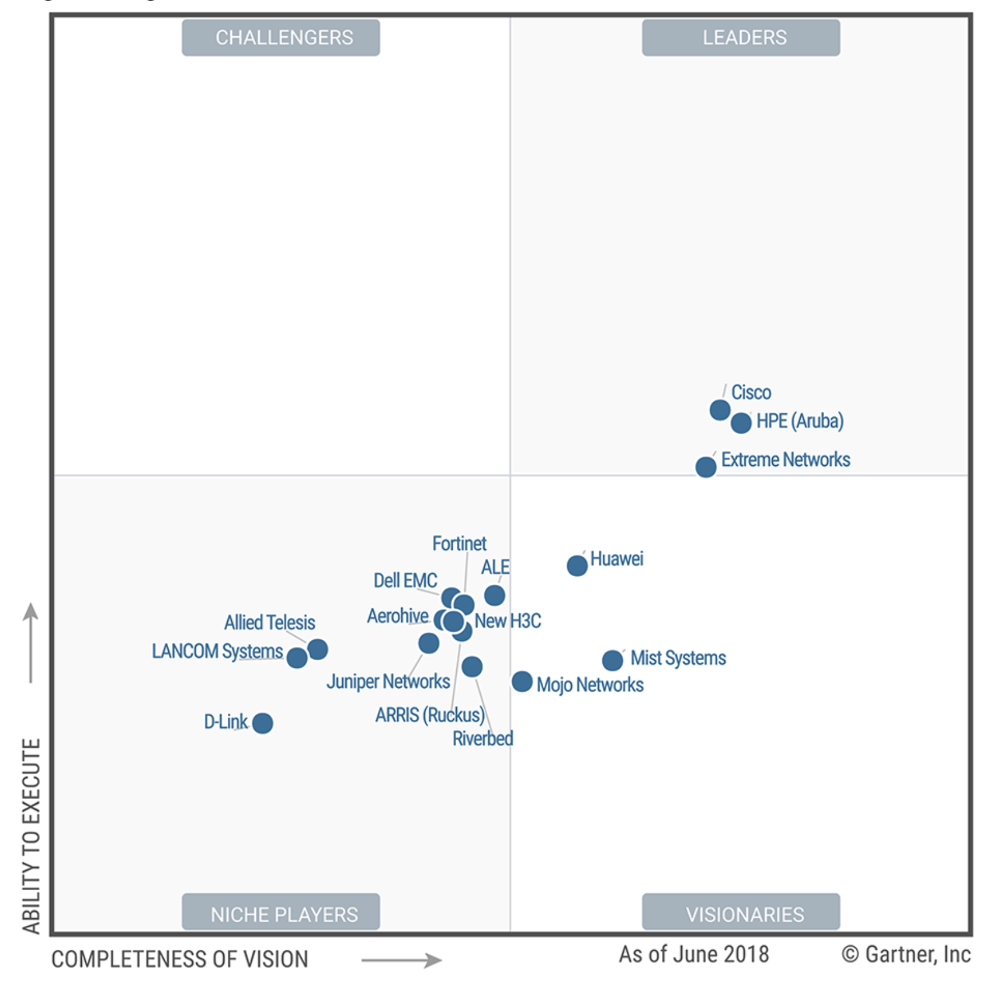 CHALLENGERS
LEADERS
Cisco
HPE (Aruba)
Extreme Networks
Fortinet
Huawei
ALE
Dell EMC
Aerohive
New H3C
Allied Telesis
LANCOM Systems
Mist Systems
Juniper Networks
Mojo Networks
ARRIS (Ruckus)
D-Link
Riverbed
ABILITY TO EXECUTE
NICHE PLAYERS
VISIONARIES
COMPLETENESS OF VISION
As of June 2018
© Gartner, Inc